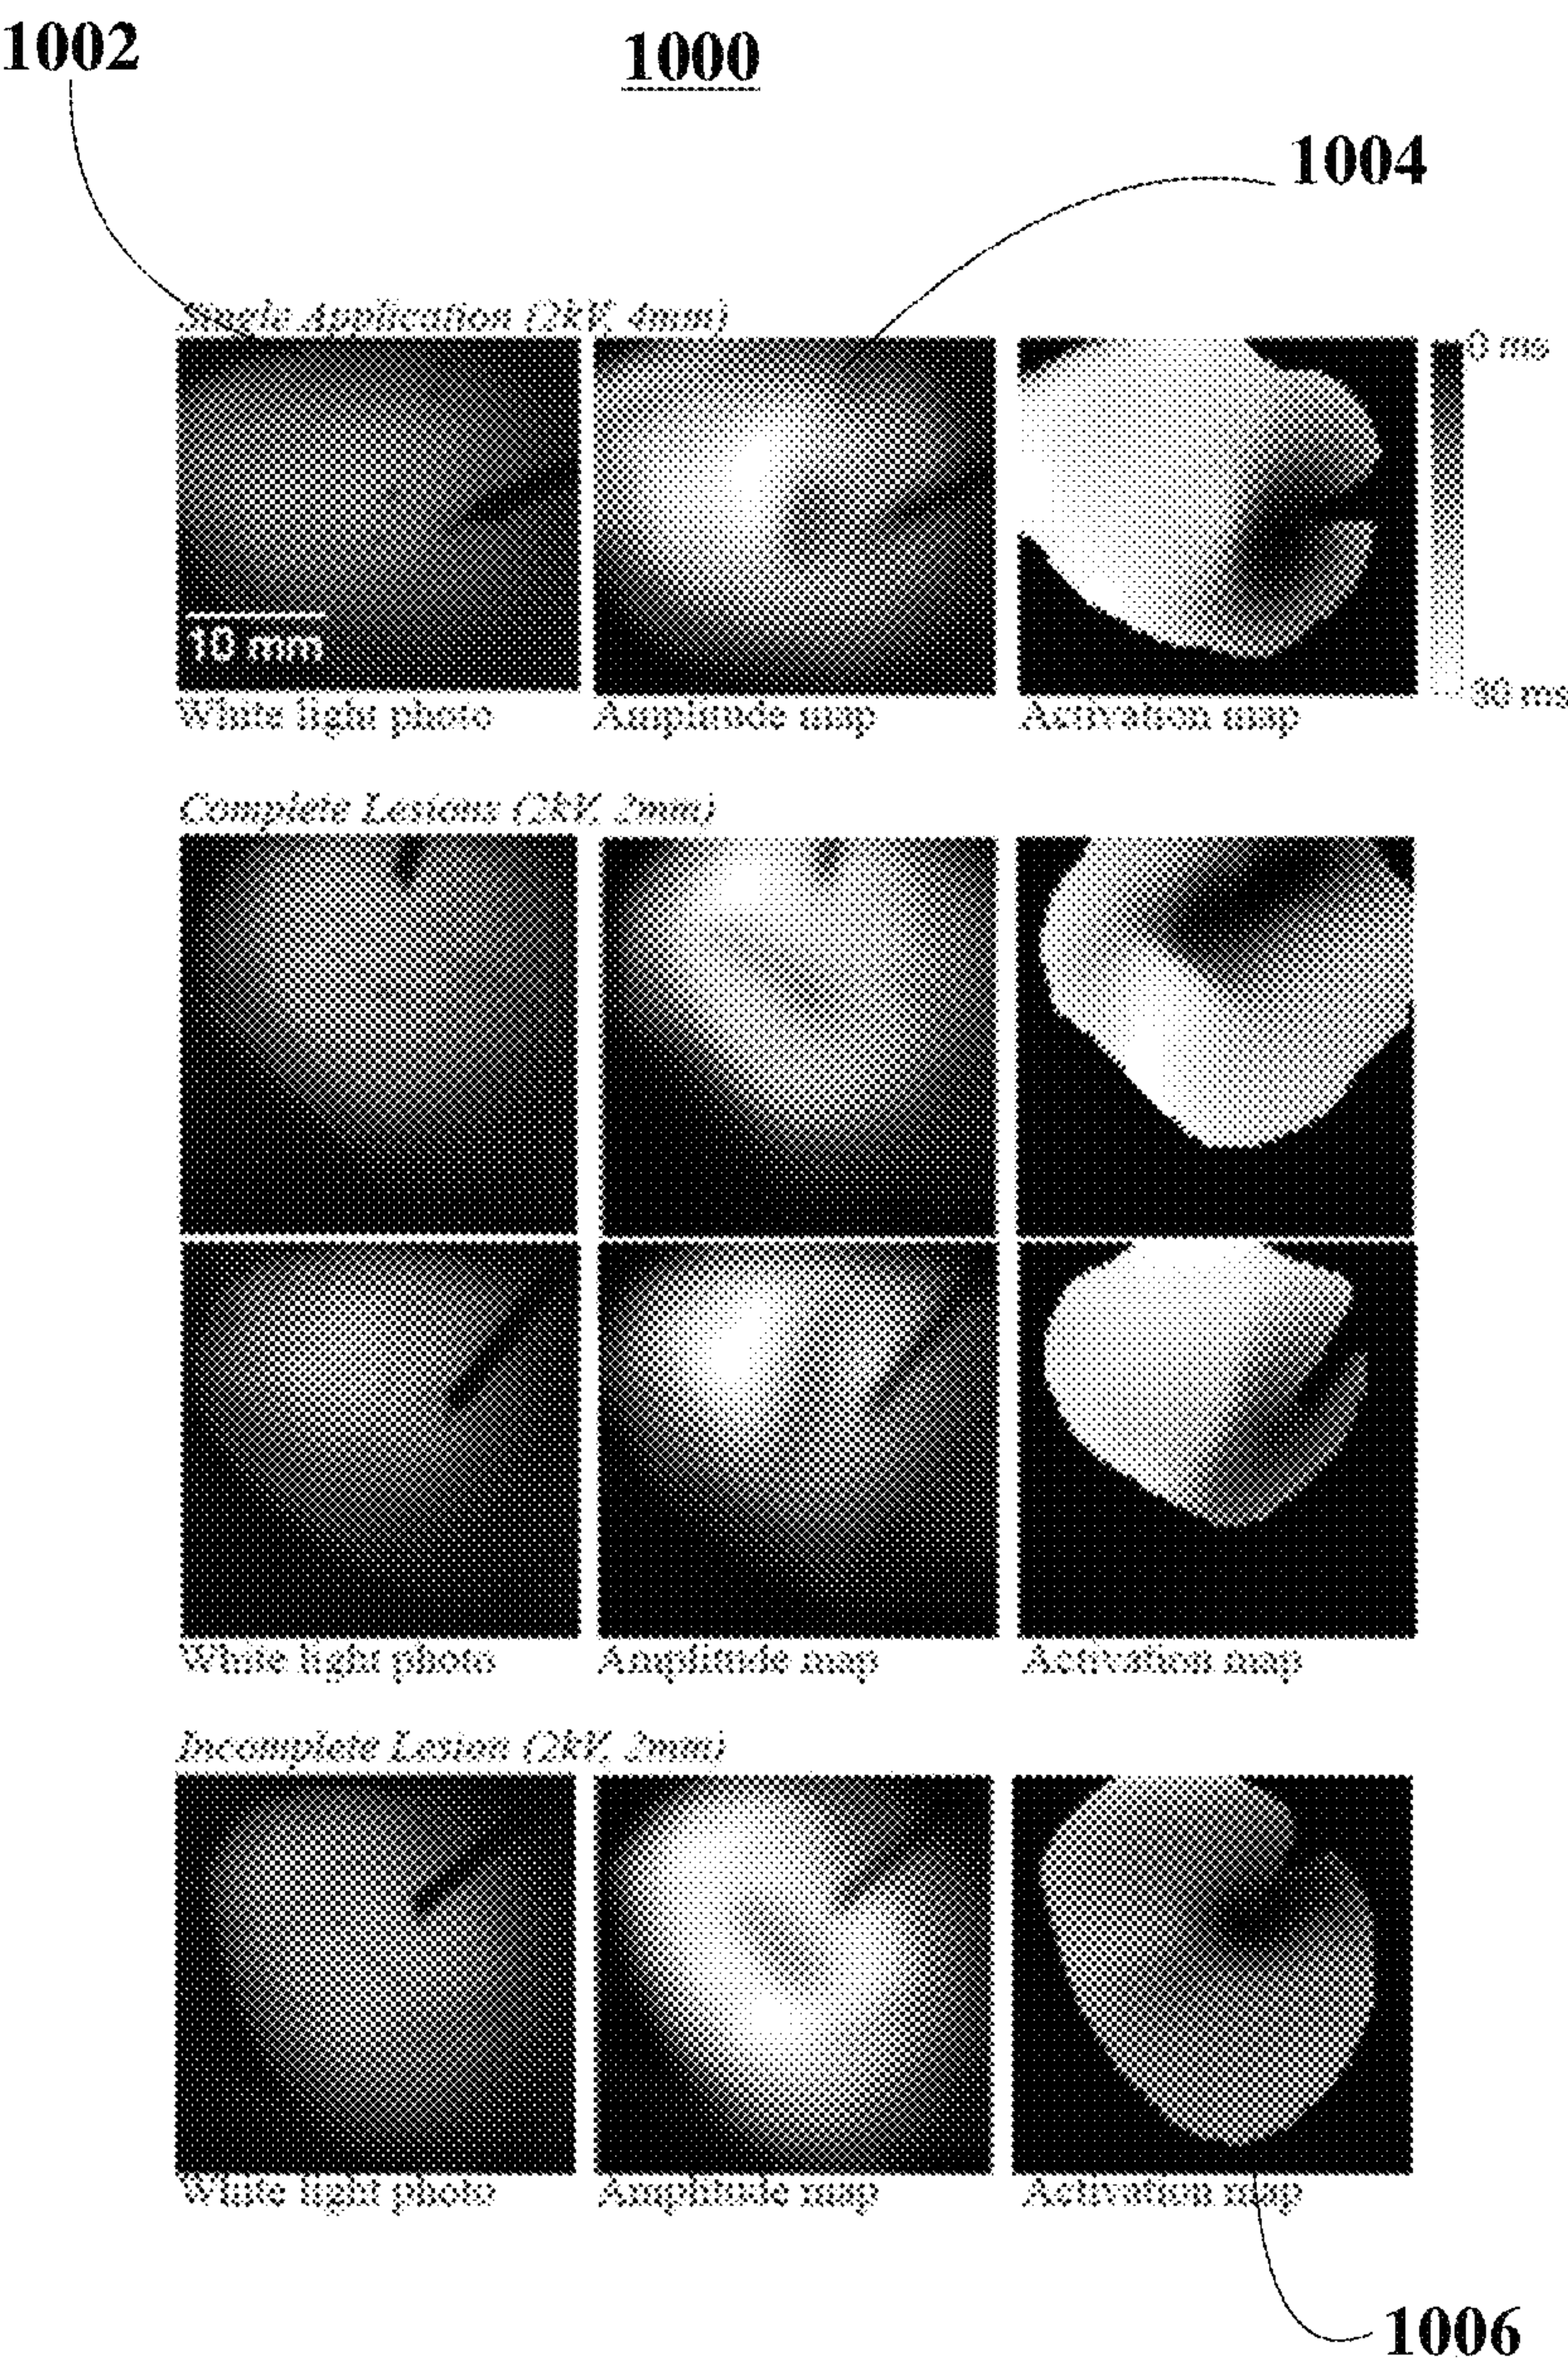 1002
1000
1004
Single Application (2kV, 4mm)
0 ms
10 mm
ms
White light photo
Amplitude map
Activation map
Complete Lesions (2kV, 2mm)
White light photo
Amplitude map
Activation map
Incomplete Lesion (2kV, 2mm)
White light photo
Amplitude map
Activation map
1006